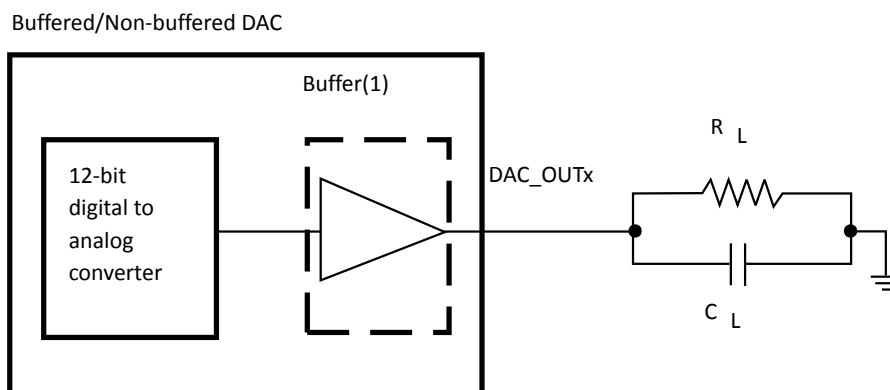 Buffered/Non-buffered DAC
Buffer(1)
12-bit
digital to
analog
converter
DAC_OUTx
R L
C L